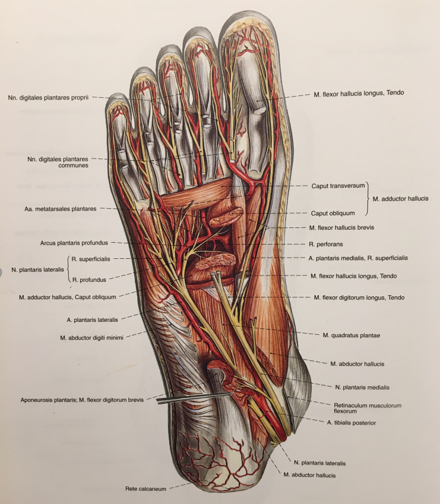 Nn. digitales plantares proprii
Nn. digitales plantares
communes
Aa. metatarsales plantares
Arcus plantaris profundus
N. plantaris lateralis
R. superficialis
R. profundus
M. adductor hallucis, Caput obliquum
A. plantaris lateralis
M. abductor digiti minimi
Aponeurosis plantaris; M. flexor digitorum brevis
Rete calcaneum
M. flexor hallucis longus, Tendo
Caput transversum
M. adductor hallucis
Caput obliquum
M. flexor hallucis brevis
R. perforans
A. plantaris medialis, R. superficialis
M. flexor hallucis longus, Tendo
M. flexor digitorum longus, Tendo
M. quadratus plantae
M. abductor hallucis
N. plantaris medialis
Retinaculum musculorum
flexorum
A. tibialis posterior
N. plantaris lateralis
M. abductor hallucis